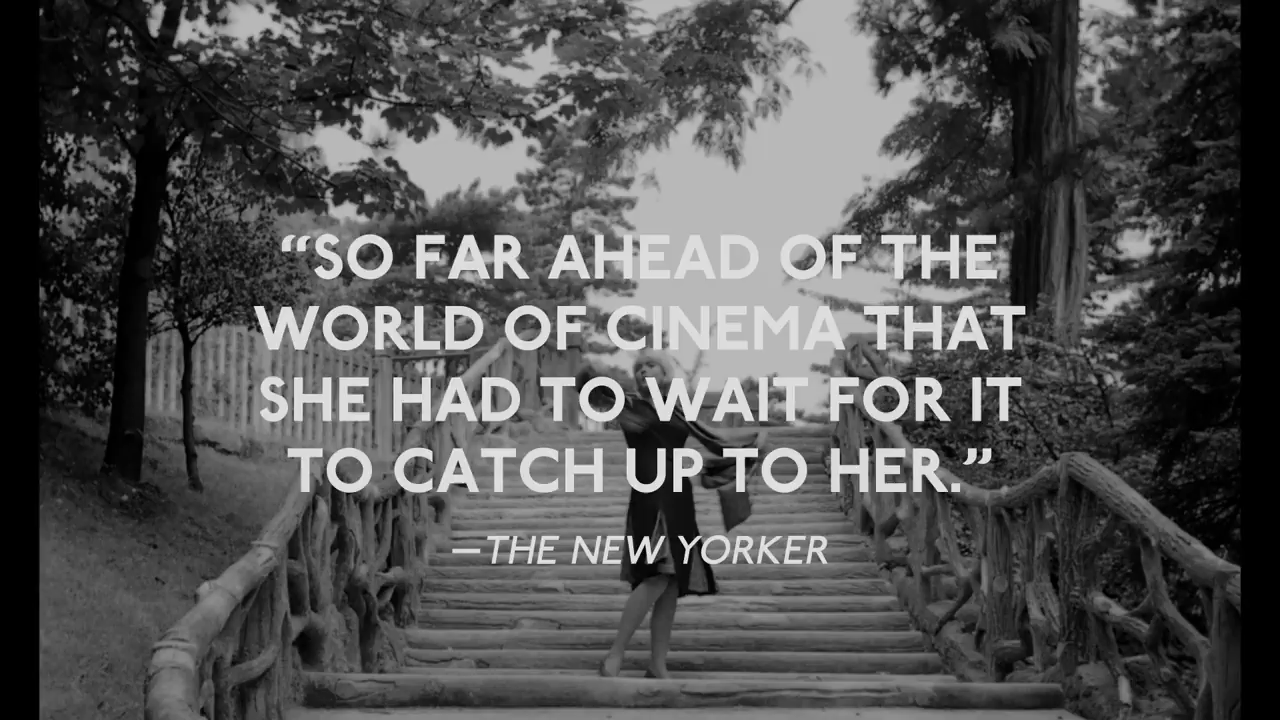 “SO FAR AHEAD OF THE
WORLD OF CINEMA THAT
SHE HAD TO WAIT FOR IT
TO CATCH UP TO HER.”
—THE NEW YORKER